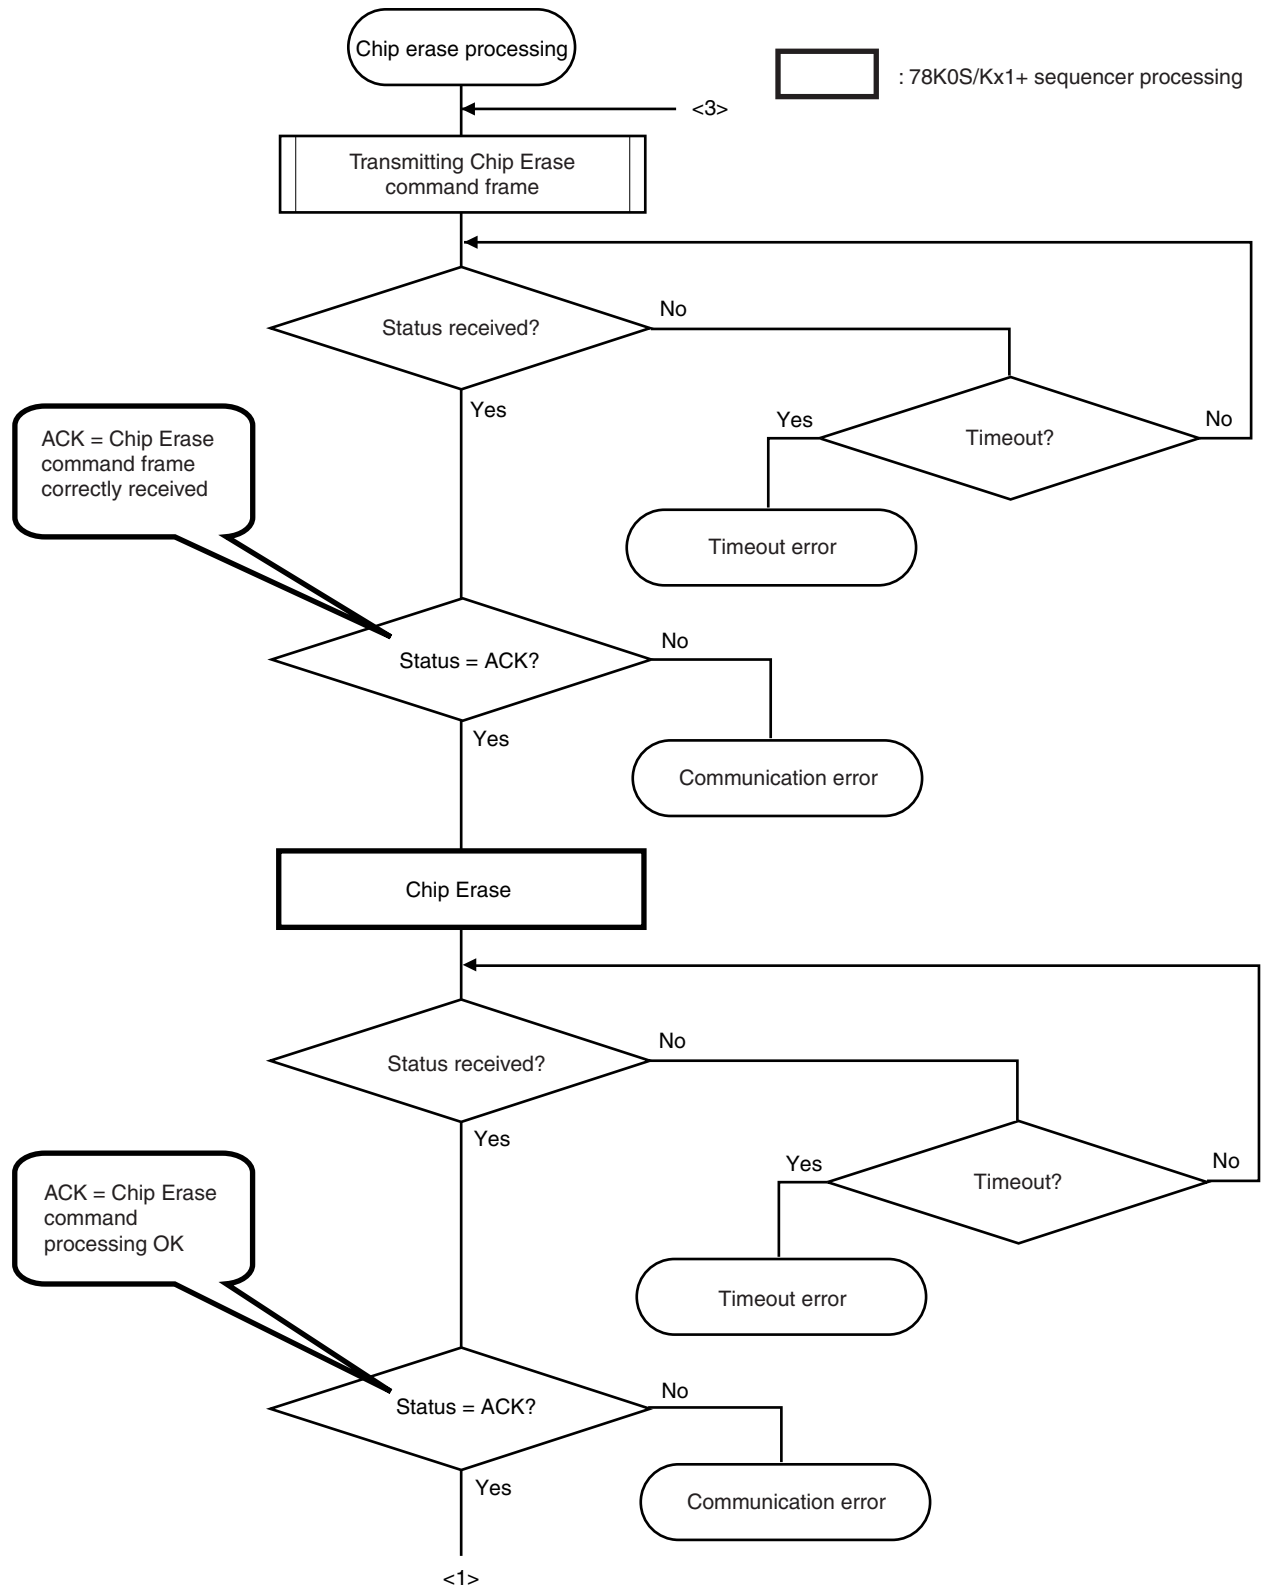 Chip erase processing
: 78K0S/Kx1+ sequencer processing
<3>
Transmitting Chip Erase
command frame
Status received?
No
Yes
Timeout?
Yes
No
Timeout error
ACK = Chip Erase
command frame
correctly received
Status = ACK?
No
Yes
Communication error
Chip Erase
Status received?
No
Yes
Timeout?
Yes
No
Timeout error
ACK = Chip Erase
command
processing OK
Status = ACK?
No
Yes
Communication error
<1>